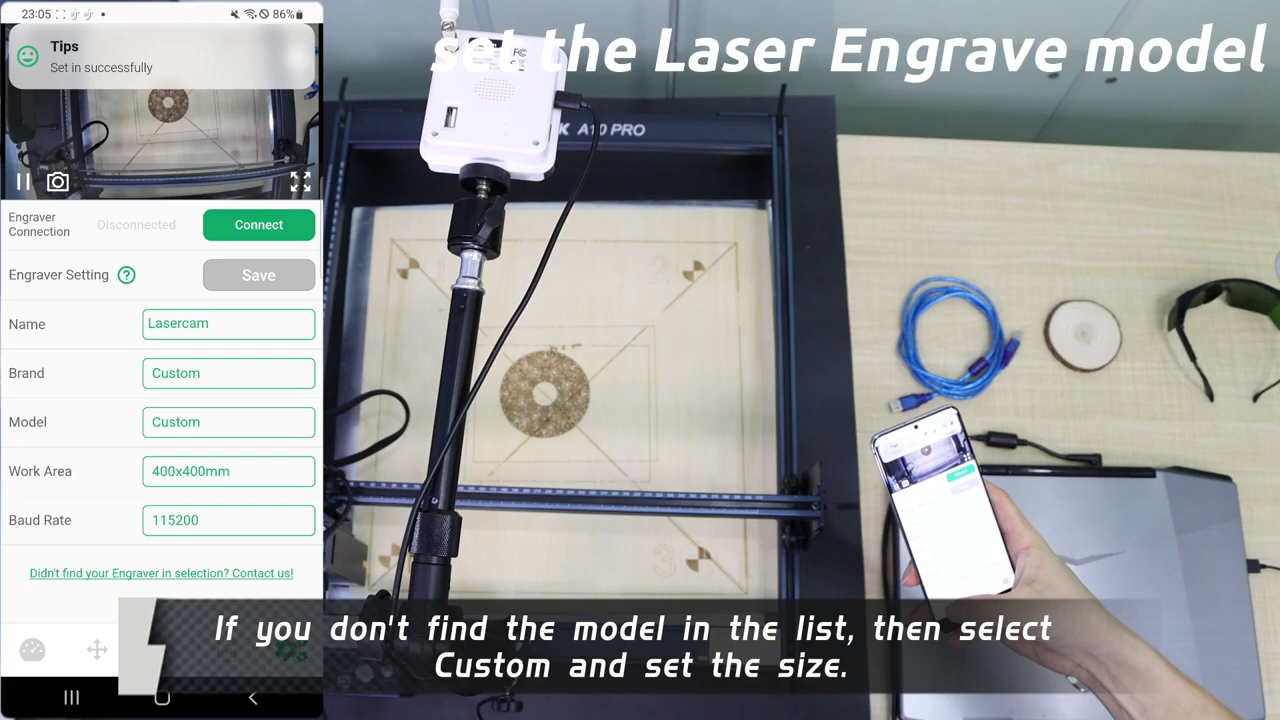 23:05
86%
Tips
Set in successfully
set the Laser Engrave model
FC
K A10 PRO
Engraver
Connection
Disconnected
Connect
Engraver Setting ?
Save
Name
Lasercam
Brand
Custom
Model
Custom
Work Area
400x400mm
Baud Rate
115200
Didn't find your Engraver in selection? Contact us!
2
3
If you don't find the model in the list, then select
Custom and set the size.